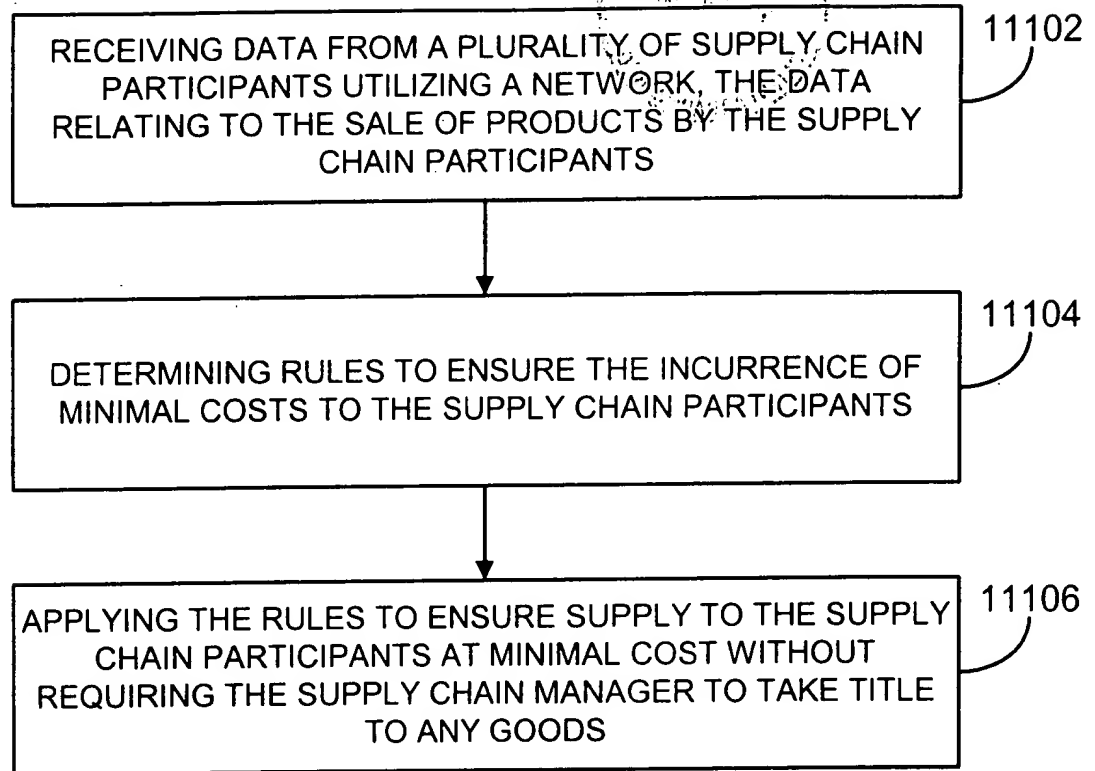 RECEIVING DATA FROM A PLURALITY OF SUPPLY CHAIN
PARTICIPANTS UTILIZING A NETWORK, THE DATA
RELATING TO THE SALE OF PRODUCTS BY THE SUPPLY
CHAIN PARTICIPANTS
11102
DETERMINING RULES TO ENSURE THE INCURRENCE OF
MINIMAL COSTS TO THE SUPPLY CHAIN PARTICIPANTS
11104
APPLYING THE RULES TO ENSURE SUPPLY TO THE SUPPLY
CHAIN PARTICIPANTS AT MINIMAL COST WITHOUT
REQUIRING THE SUPPLY CHAIN MANAGER TO TAKE TITLE
TO ANY GOODS
11106